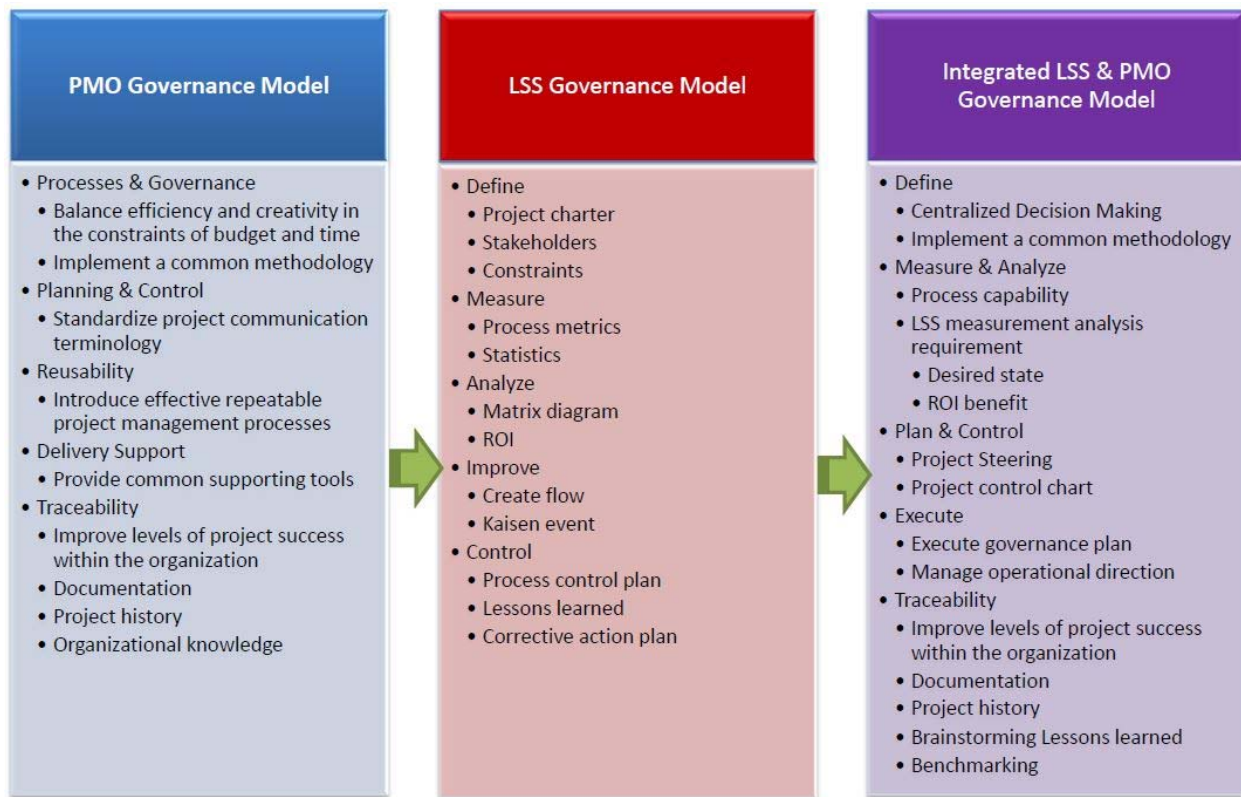 PMO Governance Model
• Processes & Governance
• Balance efficiency and creativity in
the constraints of budget and time
• Implement a common methodology
• Planning & Control
• Standardize project communication
terminology
• Reusability
• Introduce effective repeatable
project management processes
• Delivery Support
• Provide common supporting tools
• Traceability
• Improve levels of project success
within the organization
• Documentation
• Project history
• Organizational knowledge
LSS Governance Model
• Define
• Project charter
• Stakeholders
• Constraints
• Measure
• Process metrics
• Statistics
• Analyze
• Matrix diagram
• ROI
• Improve
• Create flow
• Kaisen event
• Control
• Process control plan
• Lessons learned
• Corrective action plan
Integrated LSS & PMO
Governance Model
• Define
• Centralized Decision Making
• Implement a common methodology
• Measure & Analyze
• Process capability
• LSS measurement analysis
requirement
• Desired state
• ROI benefit
• Plan & Control
• Project Steering
• Project control chart
• Execute
• Execute governance plan
• Manage operational direction
• Traceability
• Improve levels of project success
within the organization
• Documentation
• Project history
• Brainstorming Lessons learned
• Benchmarking